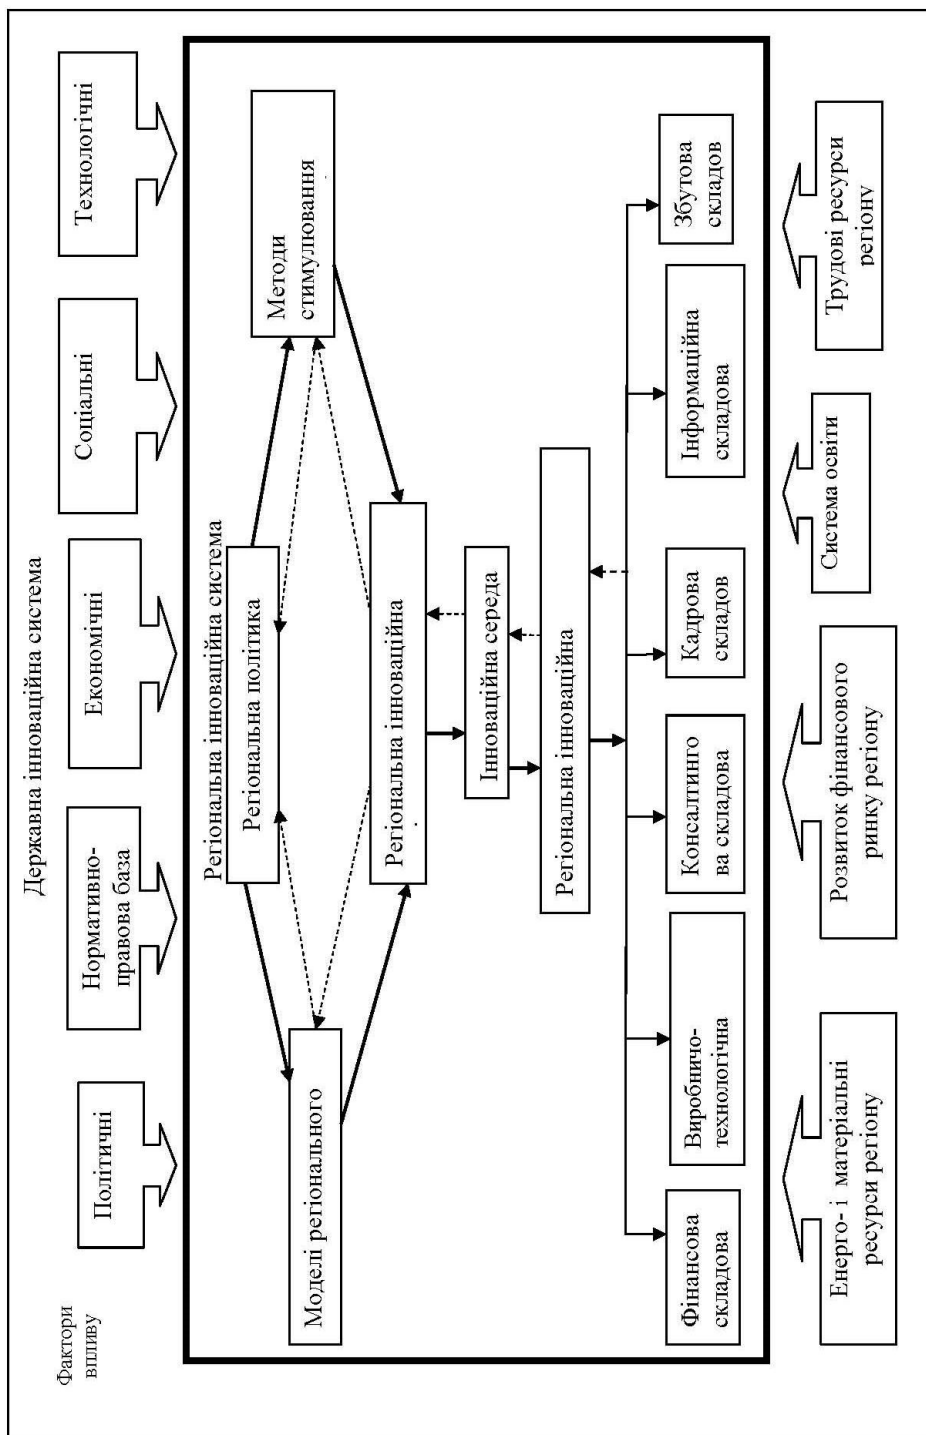 Державна інноваційна система
Фактори
впливу
Політичні
Нормативно-
правова база
Економічні
Соціальні
Технологічні
Регіональна інноваційна система
Регіональна політика
Моделі регіонального
Методи
стимулювання
Регіональна інноваційна
Інноваційна середа
Регіональна інноваційна
Фінансова
складова
Виробничо-
технологічна
Консалтинго
ва складова
Кадрова
складов
Інформаційна
складова
Збутова
складов
Енерго- і матеріальні
ресурси регіону
Розвиток фінансового
ринку регіону
Система освіти
Трудові ресурси
регіону